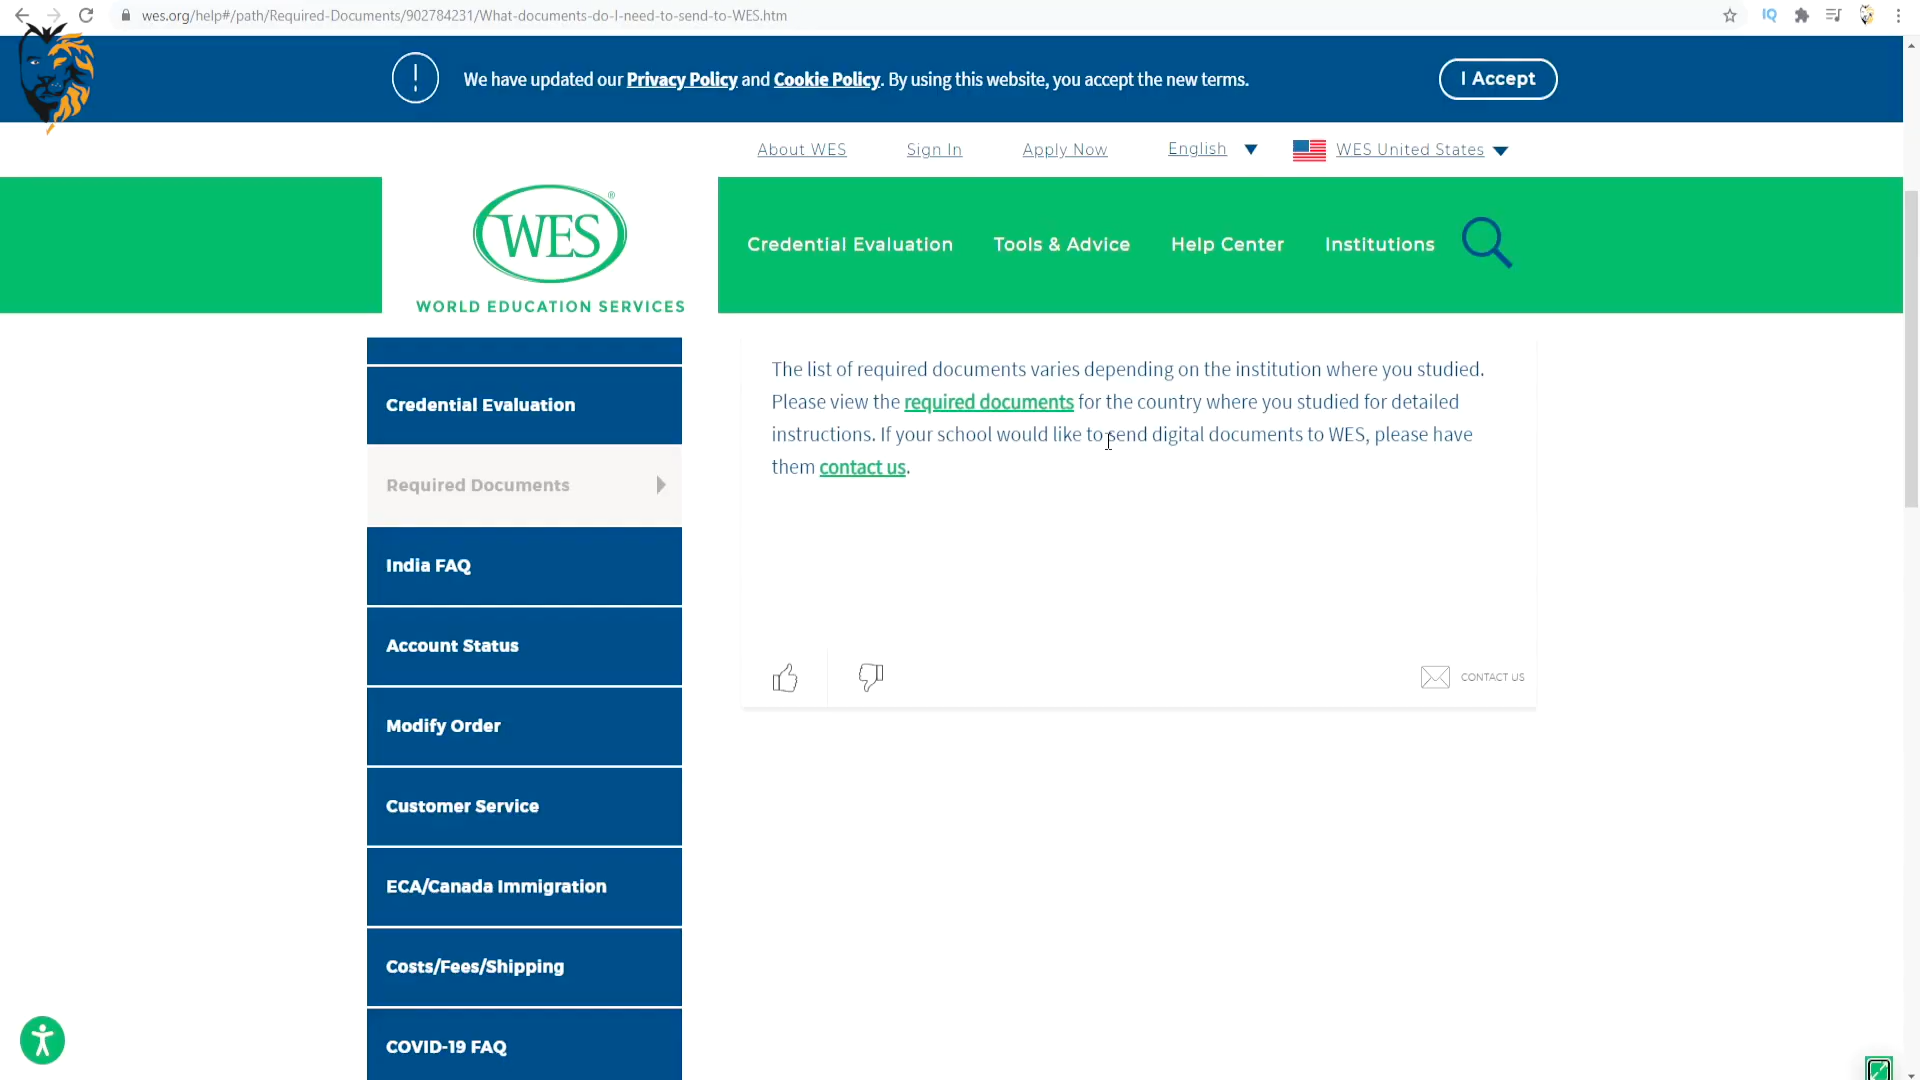 wes.org/help#/path/Required-Documents/902784231/What-documents-do-I-need-to-send-to-WES.htm
IQ
We have updated our Privacy Policy and Cookie Policy. By using this website, you accept the new terms.
I Accept
About WES
Sign In
Apply Now
English
WES United States
WES®
WORLD EDUCATION SERVICES
Credential Evaluation
Tools & Advice
Help Center
Institutions
Credential Evaluation
Required Documents
India FAQ
Account Status
Modify Order
Customer Service
ECA/Canada Immigration
Costs/Fees/Shipping
COVID-19 FAQ
The list of required documents varies depending on the institution where you studied.
Please view the required documents for the country where you studied for detailed
instructions. If your school would like to send digital documents to WES, please have
them contact us.
CONTACT US